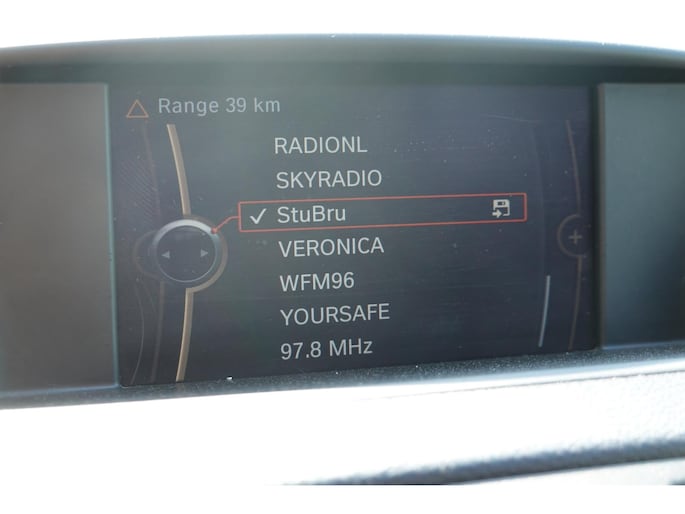 Range 39 km
RADIONL
SKYRADIO
StuBru
VERONICA
WFM96
YOURSAFE
97.8 MHz